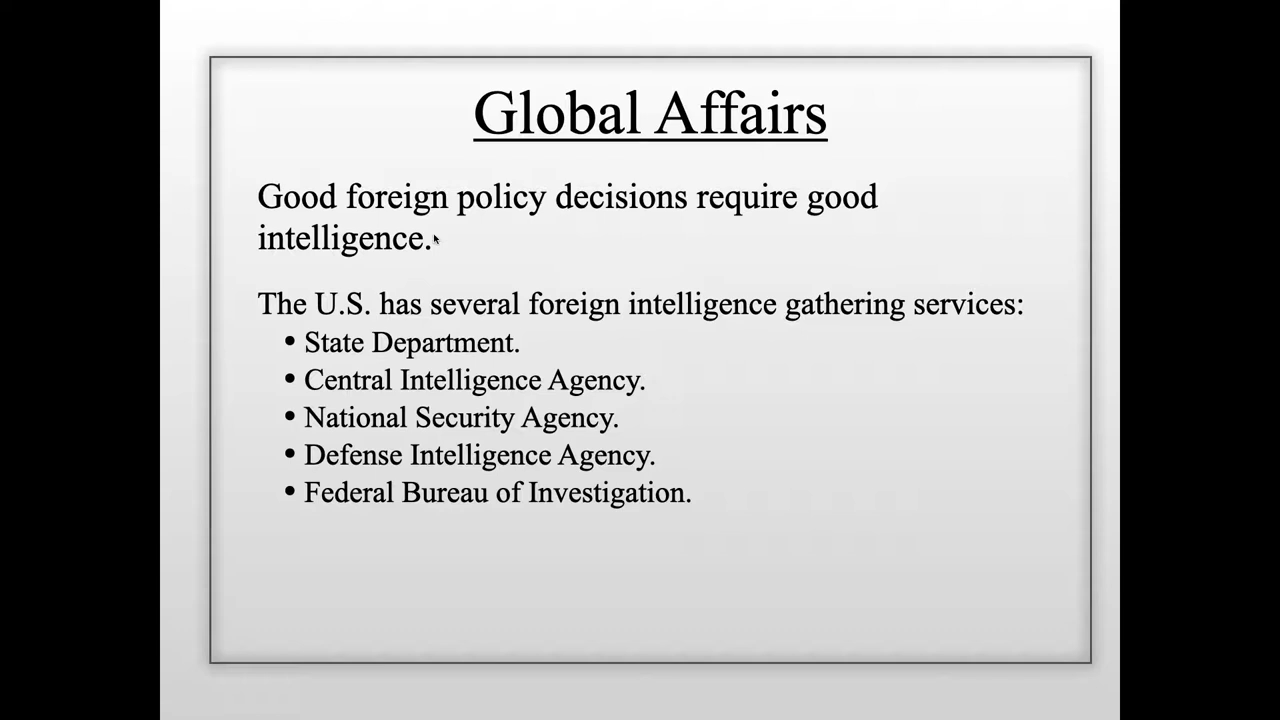 Global Affairs
Good foreign policy decisions require good
intelligence.
The U.S. has several foreign intelligence gathering services:
• State Department.
• Central Intelligence Agency.
• National Security Agency.
• Defense Intelligence Agency.
• Federal Bureau of Investigation.